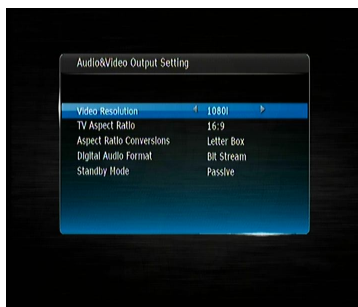 Audio&Video Output Setting
Video Resolution 1080i
TV Aspect Ratio 16:9
Aspect Ratio Conversions Letter Box
Digital Audio Format Bit Stream
Standby Mode Passive